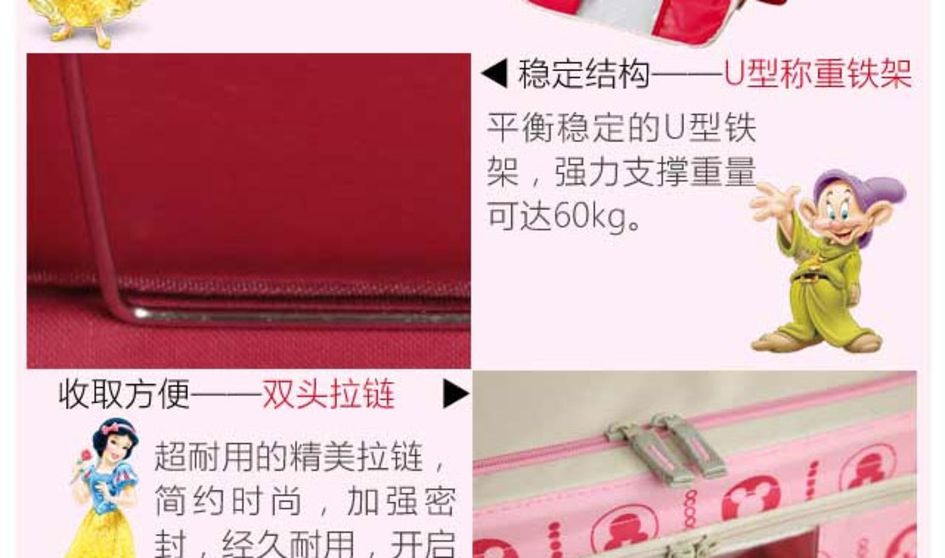 ◀ 稳定结构——U型称重铁架
平衡稳定的U型铁
架，强力支撑重量
可达60kg。
收取方便——双头拉链 ▶
超耐用的精美拉链，
简约时尚，加强密
封，经久耐用，开启